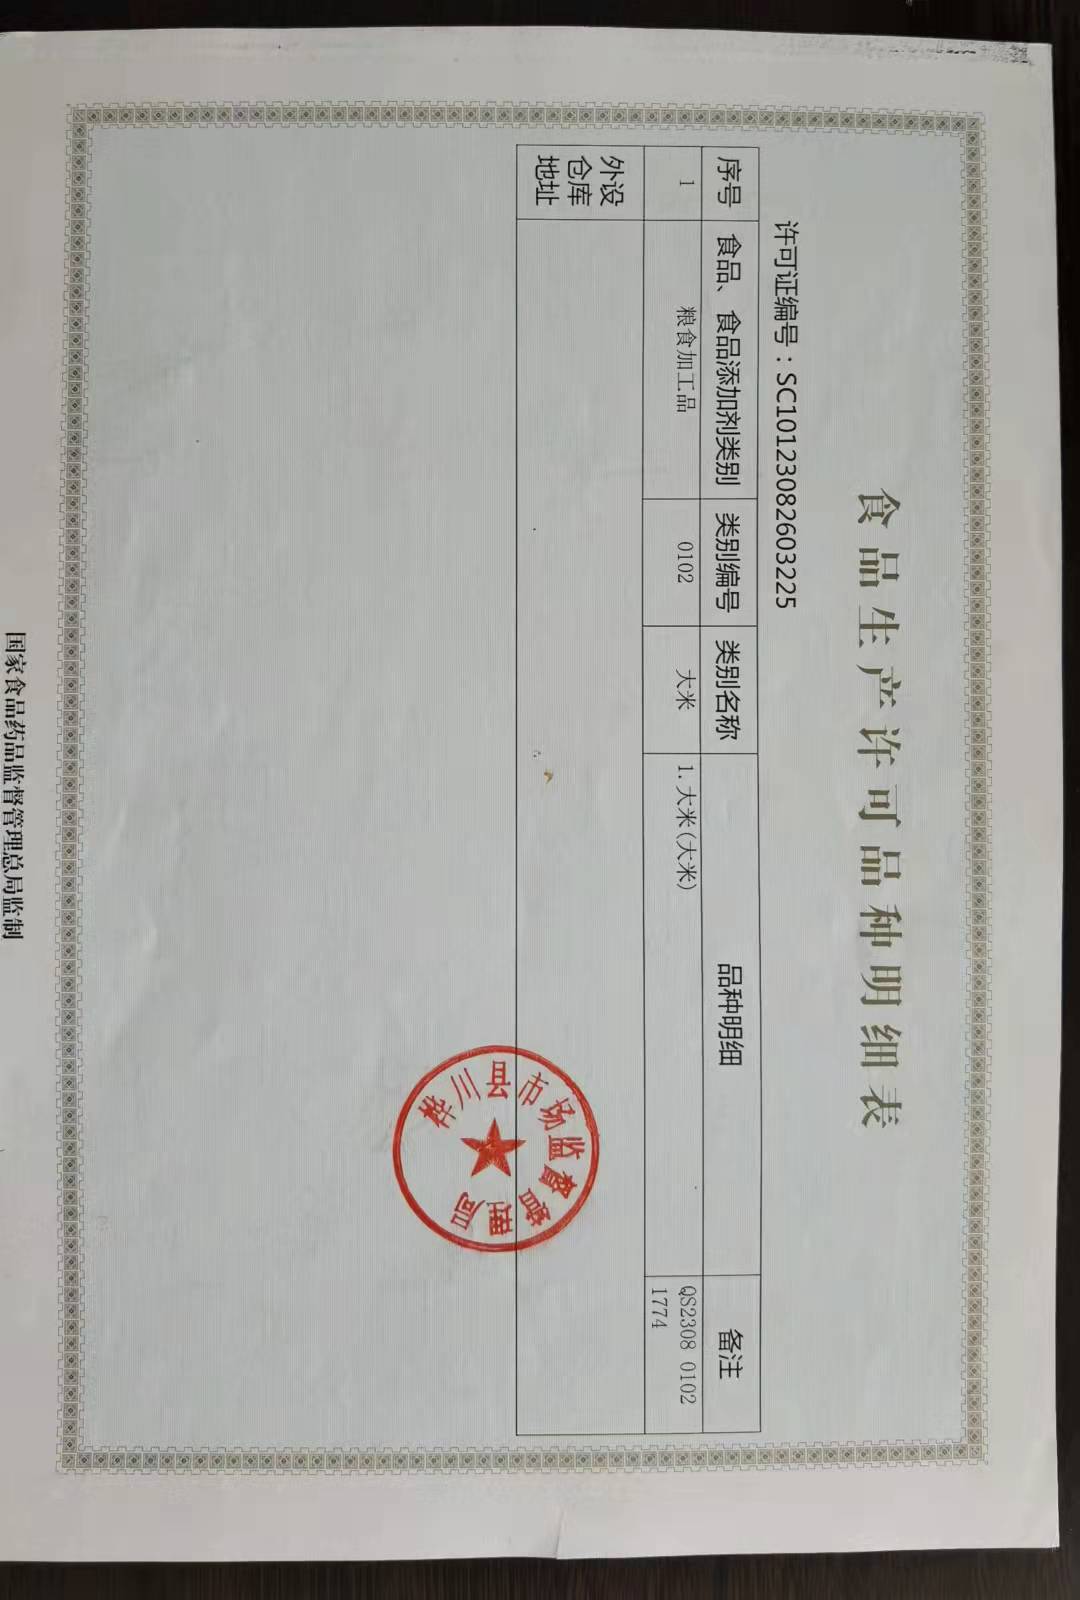 食品生产许可品种明细表
许可证编号：SC10123082603225
序号 食品、食品添加剂类别 类别编号 类别名称 品种明细 备注
1 粮食加工品 0102 大米 1.大米(大米) QS2308 0102
1774
外设
仓库
地址
桦川县市场监督管理局
国家食品药品监督管理总局监制